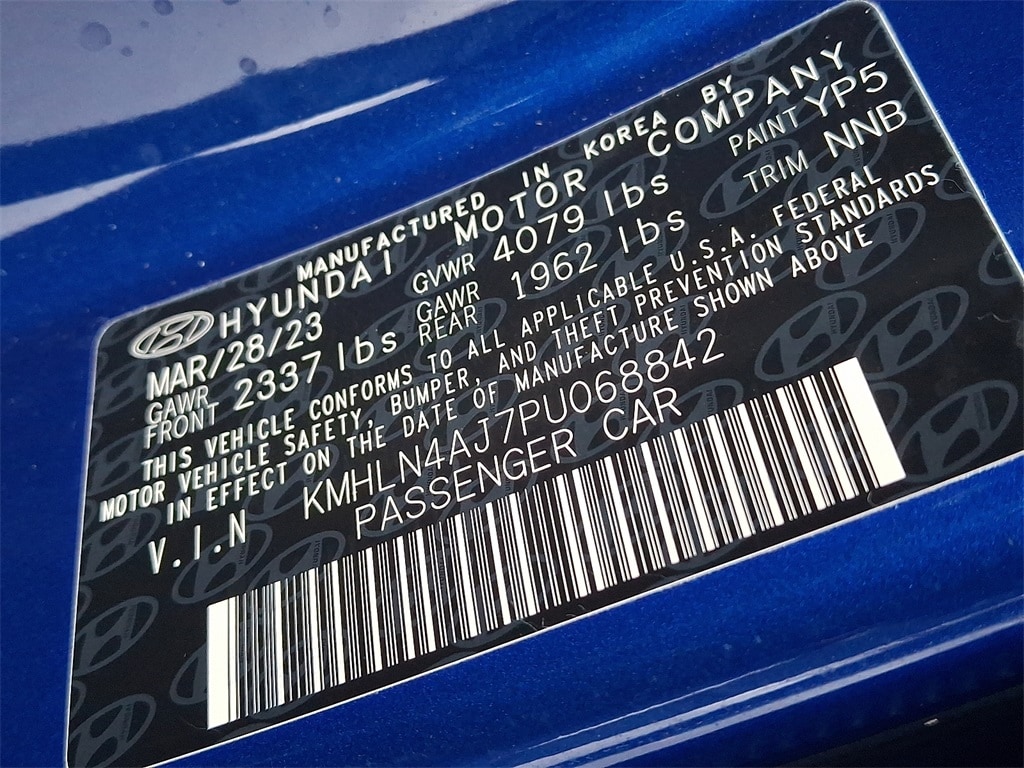 MANUFACTURED IN KOREA BY
HYUNDAI MOTOR COMPANY
MAR/28/23 GVWR 4079 lbs PAINT YP5
GAWR FRONT 2337 lbs GAWR REAR 1962 lbs TRIM NNB
THIS VEHICLE CONFORMS TO ALL APPLICABLE U.S.A. FEDERAL
MOTOR VEHICLE SAFETY, BUMPER, AND THEFT PREVENTION STANDARDS
IN EFFECT ON THE DATE OF MANUFACTURE SHOWN ABOVE
V.I.N KMHLN4AJ7PU068842
PASSENGER CAR